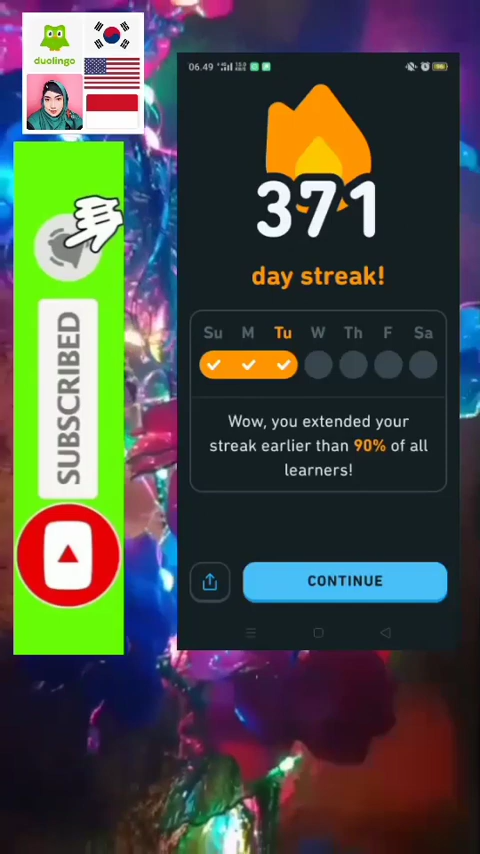 duolingo
SUBSCRIBED
06.49
371
day streak!
Su M Tu W Th F Sa
Wow, you extended your
streak earlier than 90% of all
learners!
CONTINUE